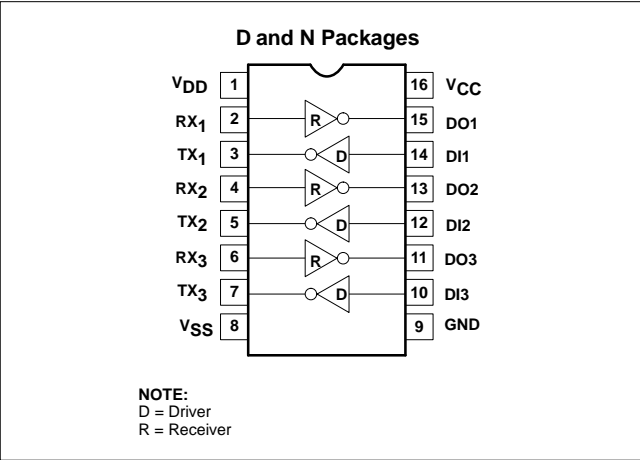 D and N Packages
VDD 1 16 VCC
RX1 2 R 15 DO1
TX1 3 D 14 DI1
RX2 4 R 13 DO2
TX2 5 D 12 DI2
RX3 6 R 11 DO3
TX3 7 D 10 DI3
VSS 8 9 GND
NOTE:
D = Driver
R = Receiver